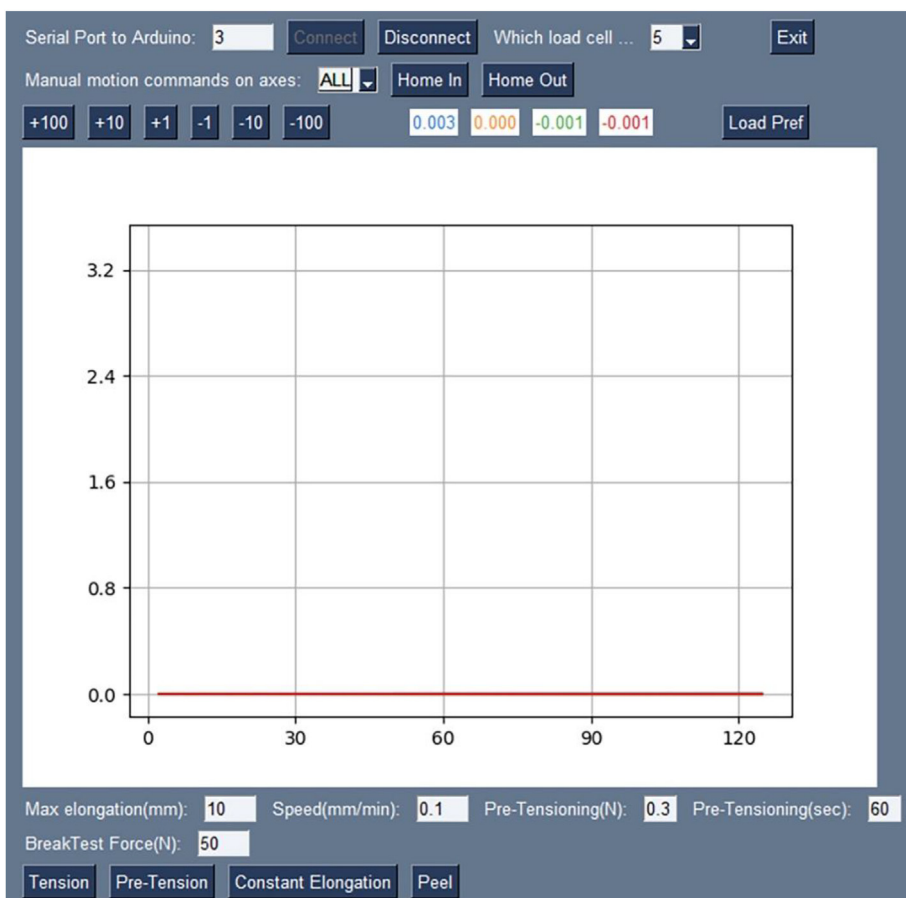 Serial Port to Arduino: 3 Connect Disconnect Which load cell ... 5 Exit
Manual motion commands on axes: ALL Home In Home Out
+100 +10 +1 -1 -10 -100 0.003 0.000 -0.001 -0.001 Load Pref
3.2
2.4
1.6
0.8
0.0
0 30 60 90 120
Max elongation(mm): 10 Speed(mm/min): 0.1 Pre-Tensioning(N): 0.3 Pre-Tensioning(sec): 60
BreakTest Force(N): 50
Tension Pre-Tension Constant Elongation Peel